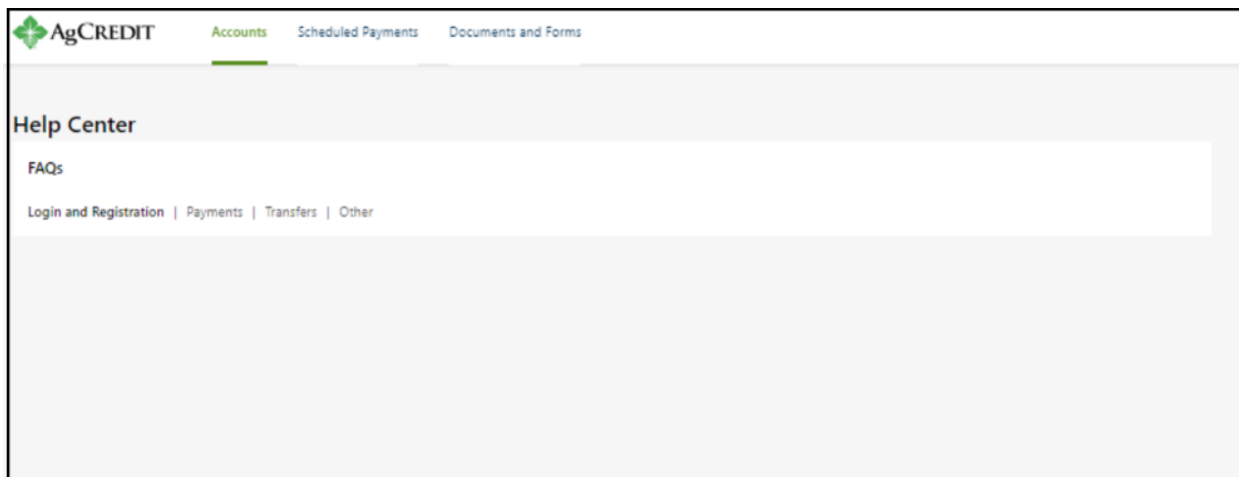 AgCREDIT Accounts Scheduled Payments Documents and Forms
Help Center
FAQs
Login and Registration | Payments | Transfers | Other